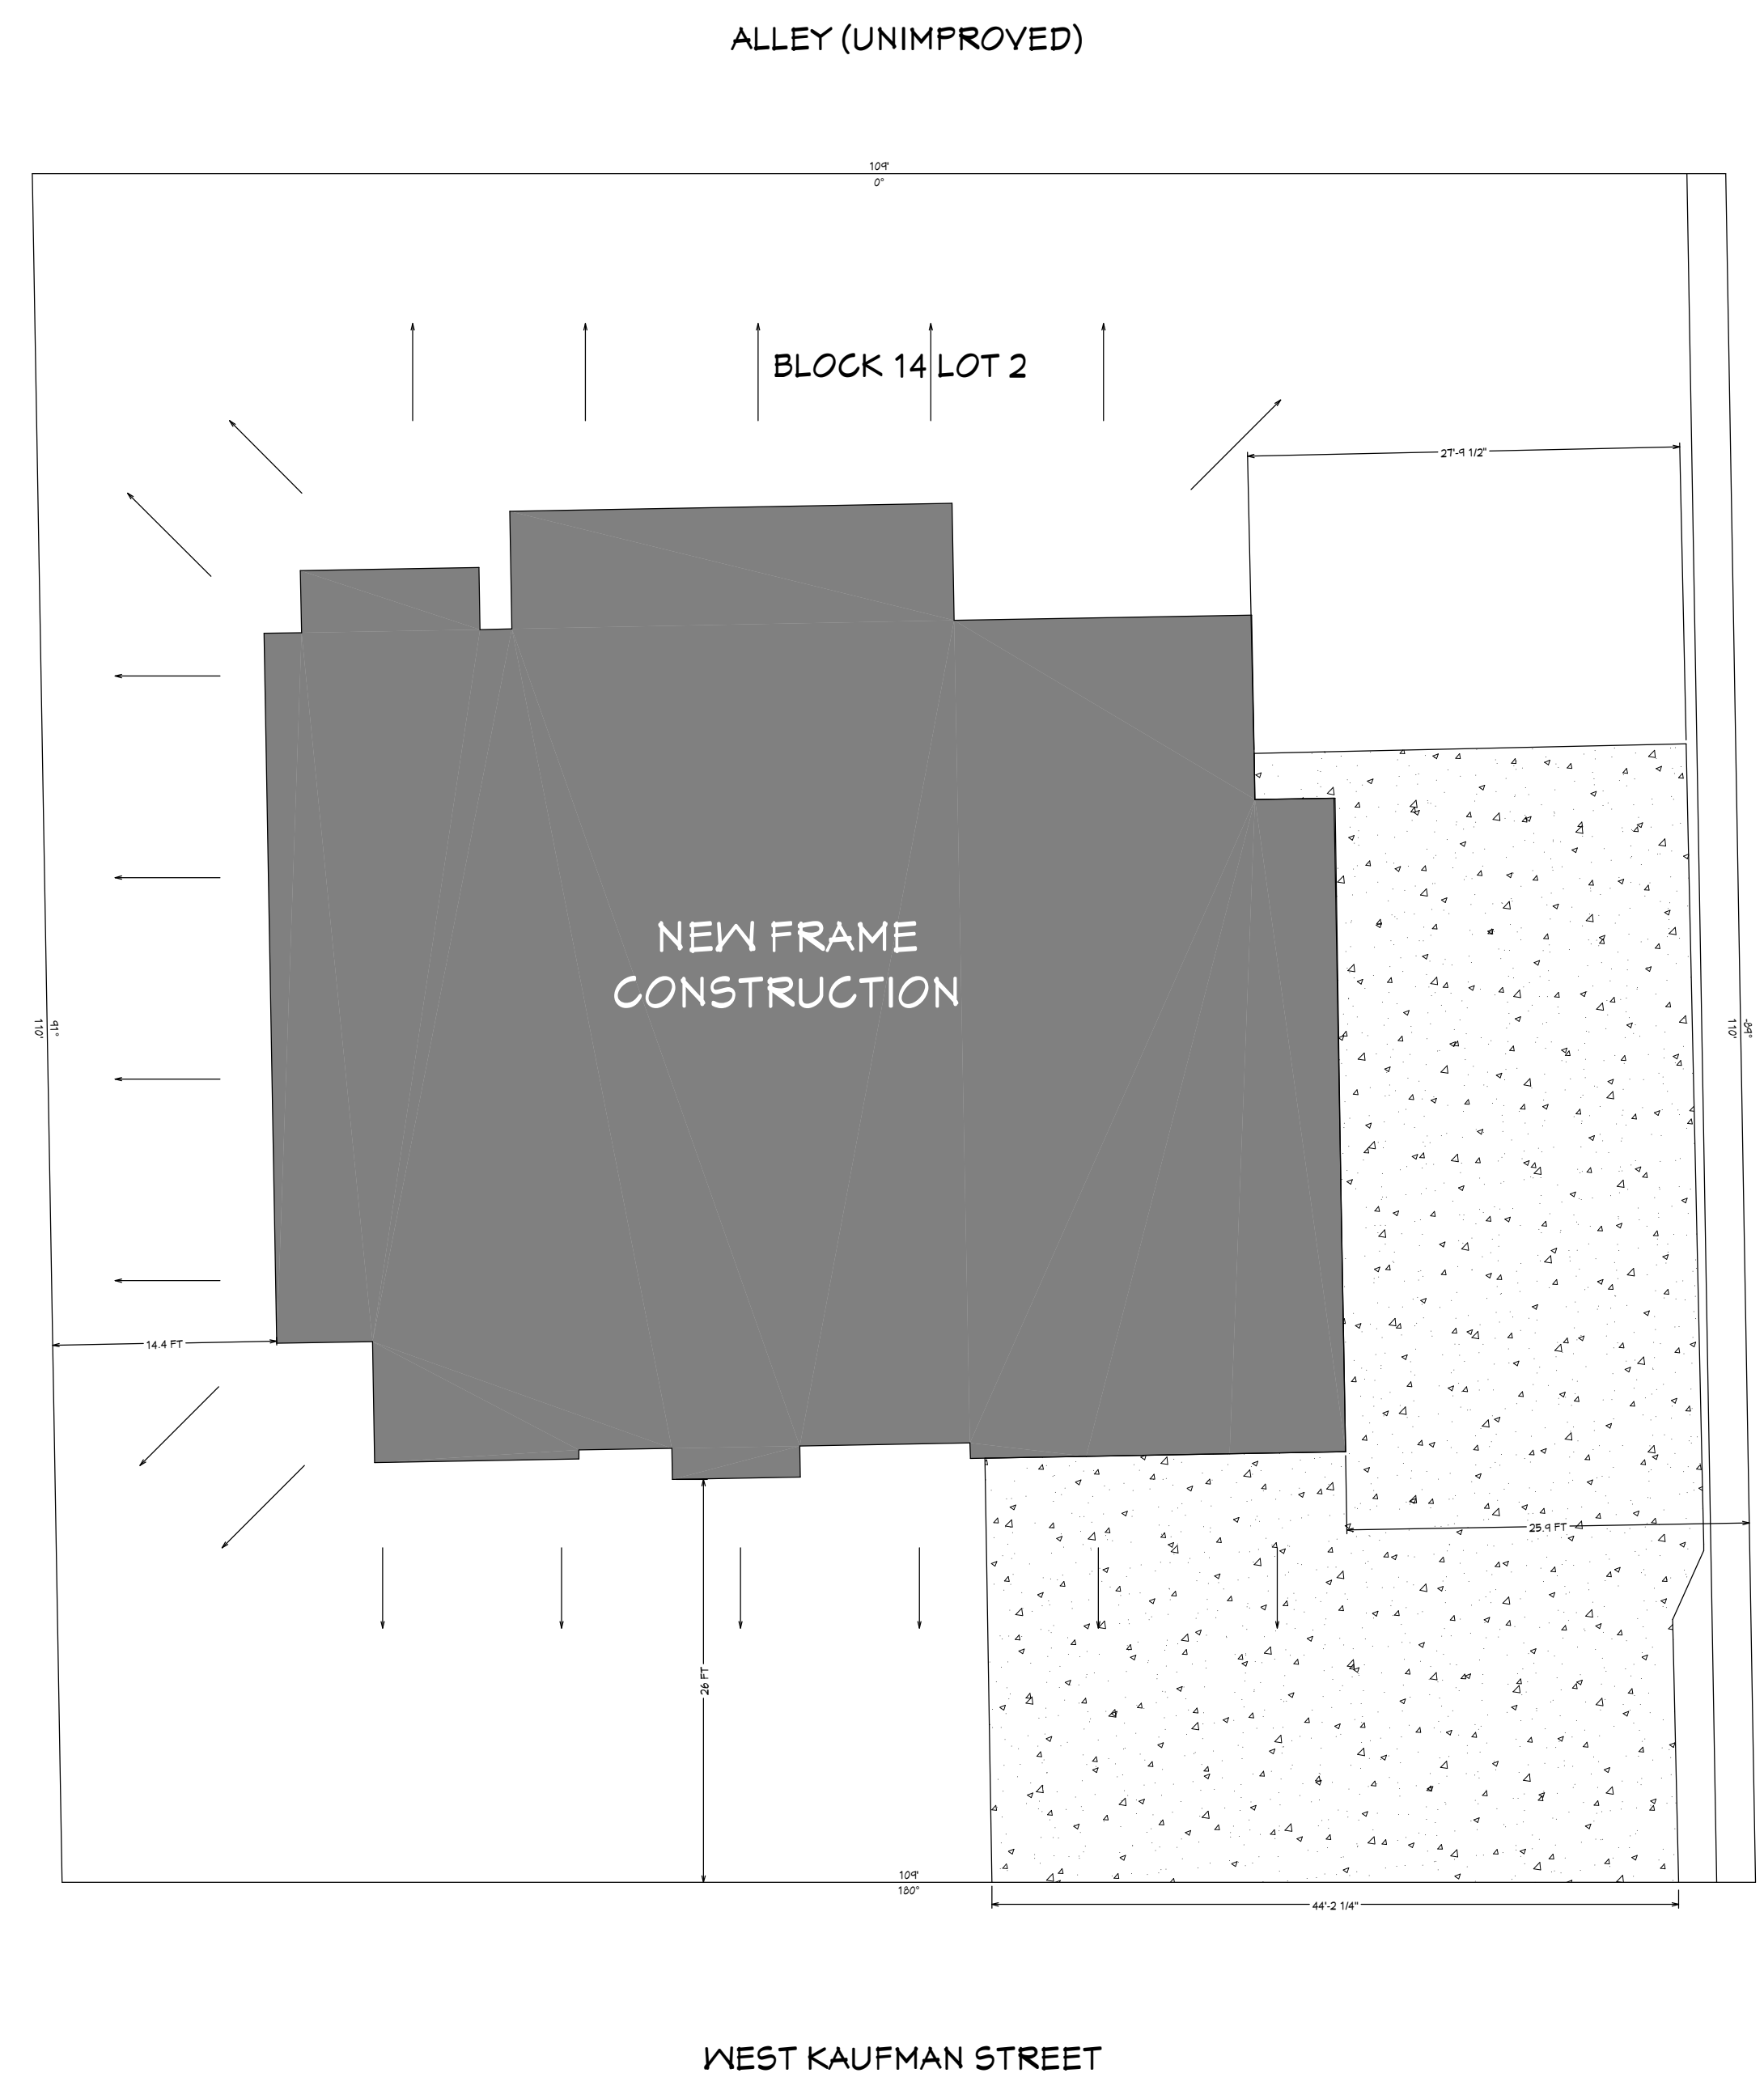 ALLEY (UNIMPROVED)
109'
0°
BLOCK 14 LOT 2
27'-9 1/2"
NEW FRAME
CONSTRUCTION
110'
91°
110'
-89°
14.4 FT
25.9 FT
26 FT
109'
180°
44'-2 1/4"
WEST KAUFMAN STREET